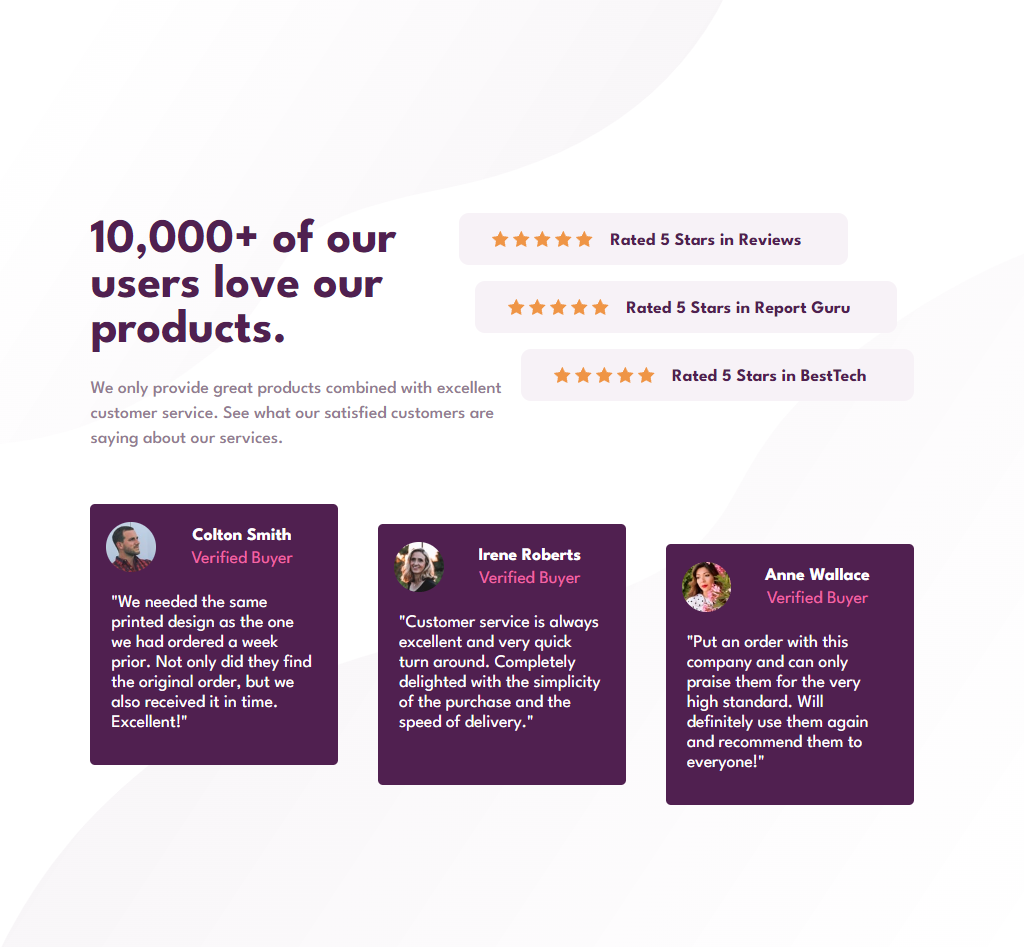 10,000+ of our
users love our
products.
We only provide great products combined with excellent
customer service. See what our satisfied customers are
saying about our services.
Rated 5 Stars in Reviews
Rated 5 Stars in Report Guru
Rated 5 Stars in BestTech
Colton Smith
Verified Buyer
"We needed the same
printed design as the one
we had ordered a week
prior. Not only did they find
the original order, but we
also received it in time.
Excellent!"
Irene Roberts
Verified Buyer
"Customer service is always
excellent and very quick
turn around. Completely
delighted with the simplicity
of the purchase and the
speed of delivery."
Anne Wallace
Verified Buyer
"Put an order with this
company and can only
praise them for the very
high standard. Will
definitely use them again
and recommend them to
everyone!"